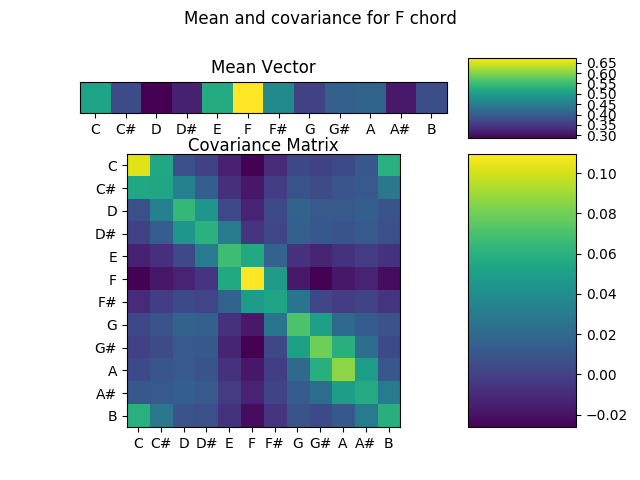 Mean and covariance for F chord
Mean Vector
C C# D D# E F F# G G# A A# B
0.65
0.60
0.55
0.50
0.45
0.40
0.35
0.30
Covariance Matrix
C
C#
D
D#
E
F
F#
G
G#
A
A#
B
C C# D D# E F F# G G# A A# B
0.10
0.08
0.06
0.04
0.02
0.00
−0.02